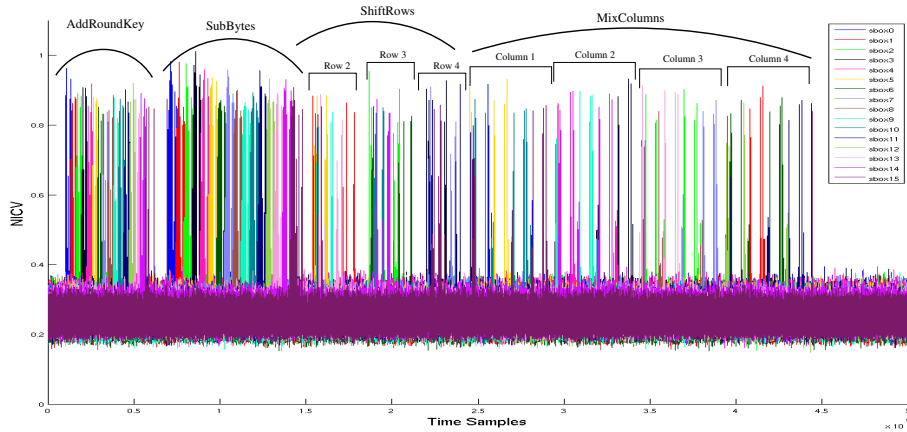 ShiftRows
MixColumns
AddRoundKey
SubBytes
Row 2
Row 3
Row 4
Column 1
Column 2
Column 3
Column 4
sbox0
sbox1
sbox2
sbox3
sbox4
sbox5
sbox6
sbox7
sbox8
sbox9
sbox10
sbox11
sbox12
sbox13
sbox14
sbox15
1
0.8
0.6
0.4
0.2
0
NICV
0
0.5
1
1.5
2
2.5
3
3.5
4
4.5
Time Samples
x 10